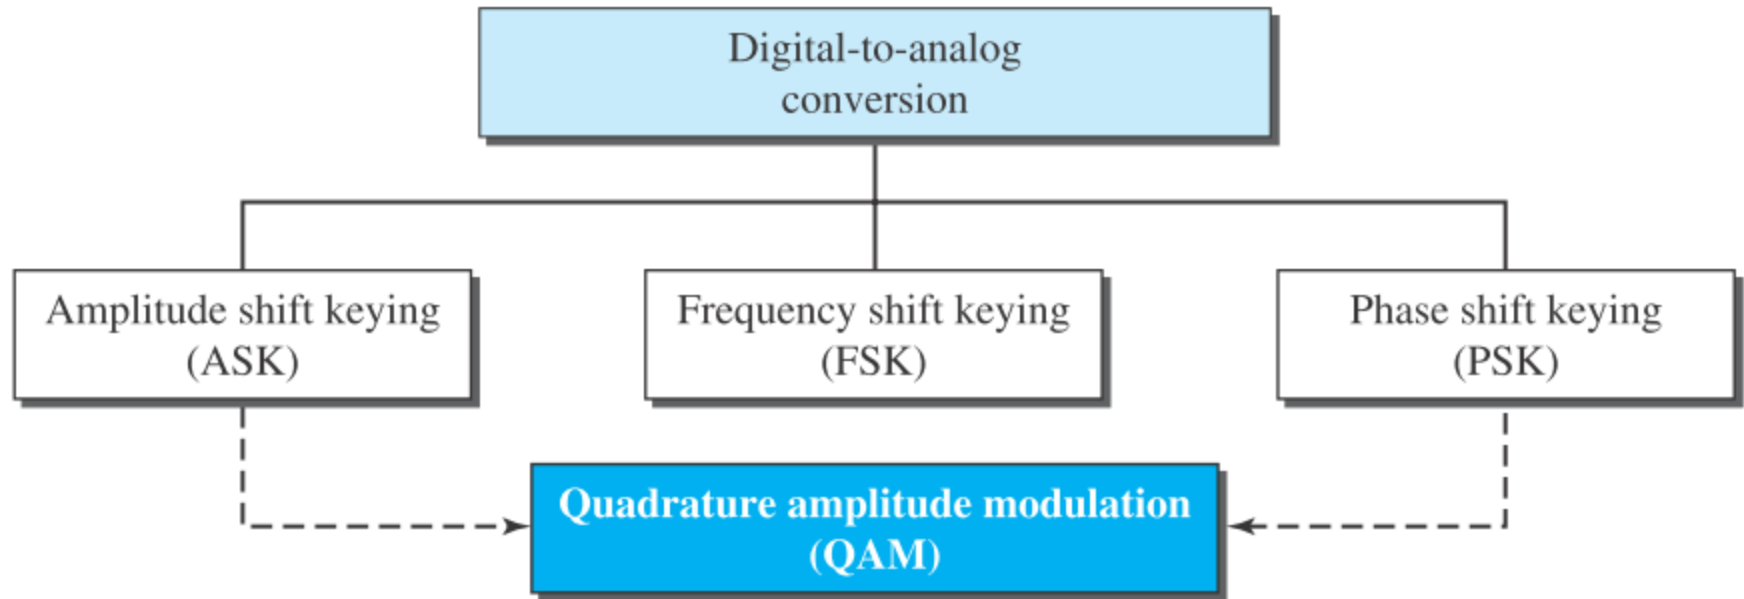 Digital-to-analog
conversion
Amplitude shift keying
(ASK)
Frequency shift keying
(FSK)
Phase shift keying
(PSK)
Quadrature amplitude modulation
(QAM)